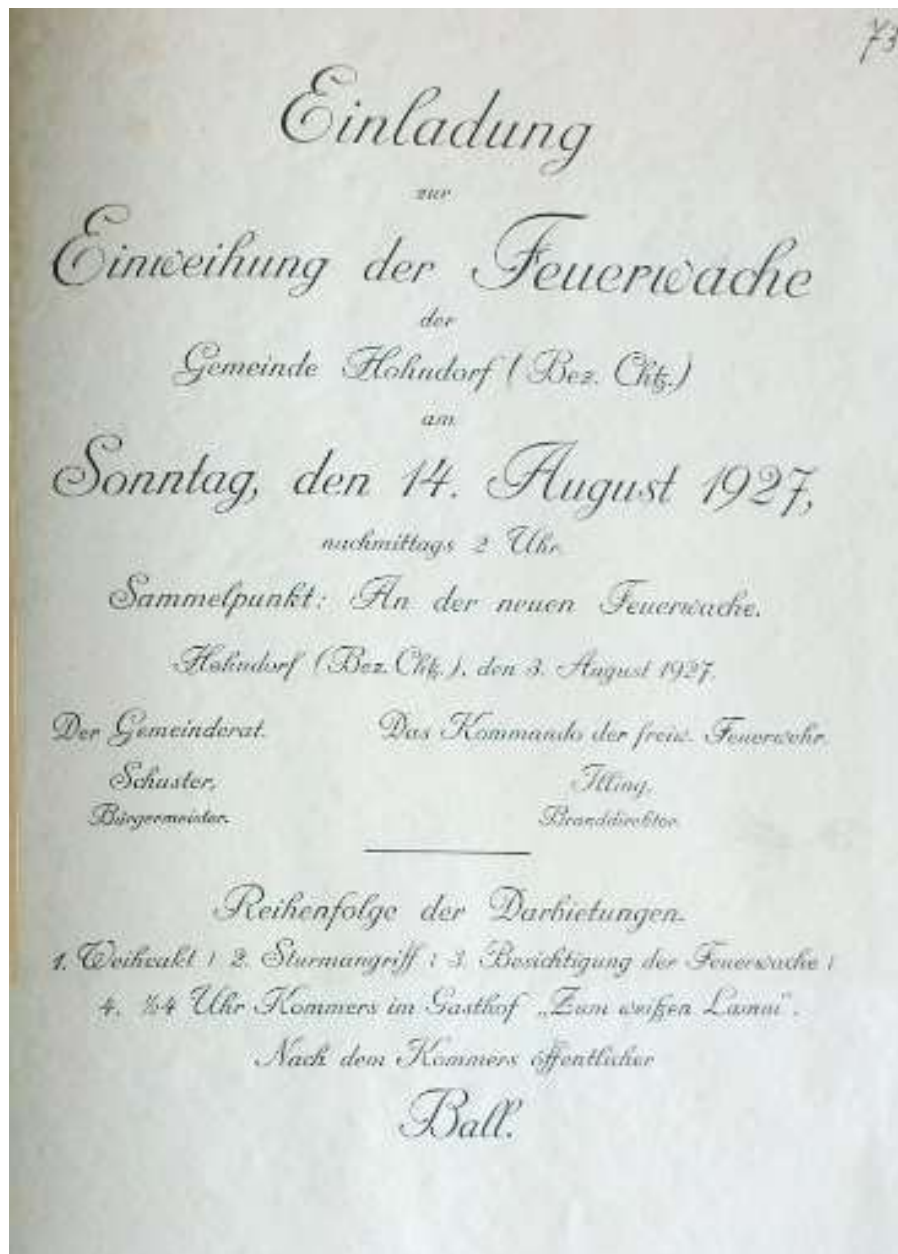 73
Einladung
zur
Einweihung der Feuerwache
der
Gemeinde Hohndorf (Bez. Chtz.)
am
Sonntag, den 14. August 1927,
nachmittags 2 Uhr.
Sammelpunkt: An der neuen Feuerwache.
Hohndorf (Bez. Chtz.), den 3. August 1927.
Der Gemeinderat. Das Kommando der freiw. Feuerwehr.
Schuster, Illing,
Bürgermeister. Branddirektor.
Reihenfolge der Darbietungen.
1. Weiheakt; 2. Sturmangriff; 3. Besichtigung der Feuerwache;
4. ½4 Uhr Kommers im Gasthof „Zum weißen Lamm".
Nach dem Kommers öffentlicher
Ball.